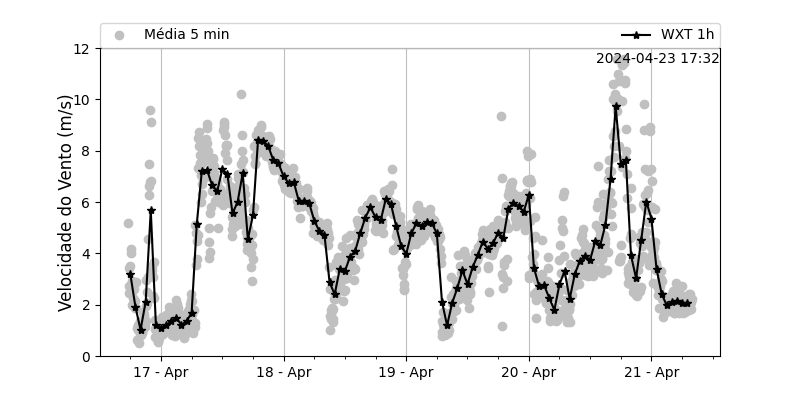 Média 5 min WXT 1h
2024-04-23 17:32
Velocidade do Vento (m/s)
12
10
8
6
4
2
0
17 - Apr 18 - Apr 19 - Apr 20 - Apr 21 - Apr